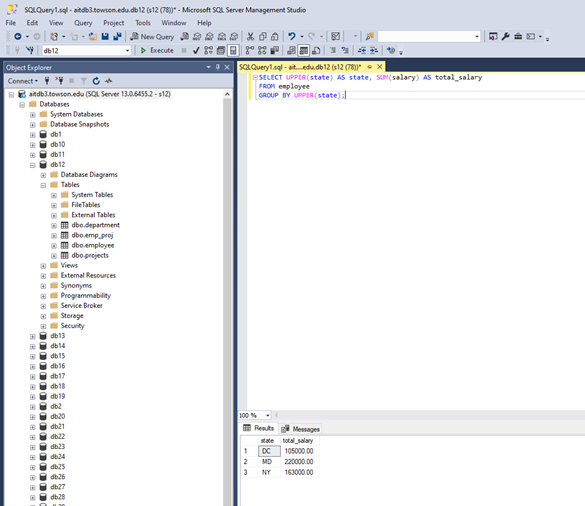 SQLQuery1.sql - aitdb3.towson.edu.db12 (s12 (78))* - Microsoft SQL Server Management Studio
File Edit View Query Project Tools Window Help
New Query
db12 Execute
Object Explorer
Connect
aitdb3.towson.edu (SQL Server 13.0.6455.2 - s12)
Databases
System Databases
Database Snapshots
db1
db10
db11
db12
Database Diagrams
Tables
System Tables
FileTables
External Tables
dbo.department
dbo.emp_proj
dbo.employee
dbo.projects
Views
External Resources
Synonyms
Programmability
Service Broker
Storage
Security
db13
db14
db15
db16
db17
db18
db19
db2
db20
db21
db22
db23
db24
db25
db26
db27
db28
SQLQuery1.sql - ait....edu.db12 (s12 (78))*
SELECT UPPER(state) AS state, SUM(salary) AS total_salary
FROM employee
GROUP BY UPPER(state);
100 %
Results Messages
state total_salary
1 DC 105000.00
2 MD 220000.00
3 NY 163000.00